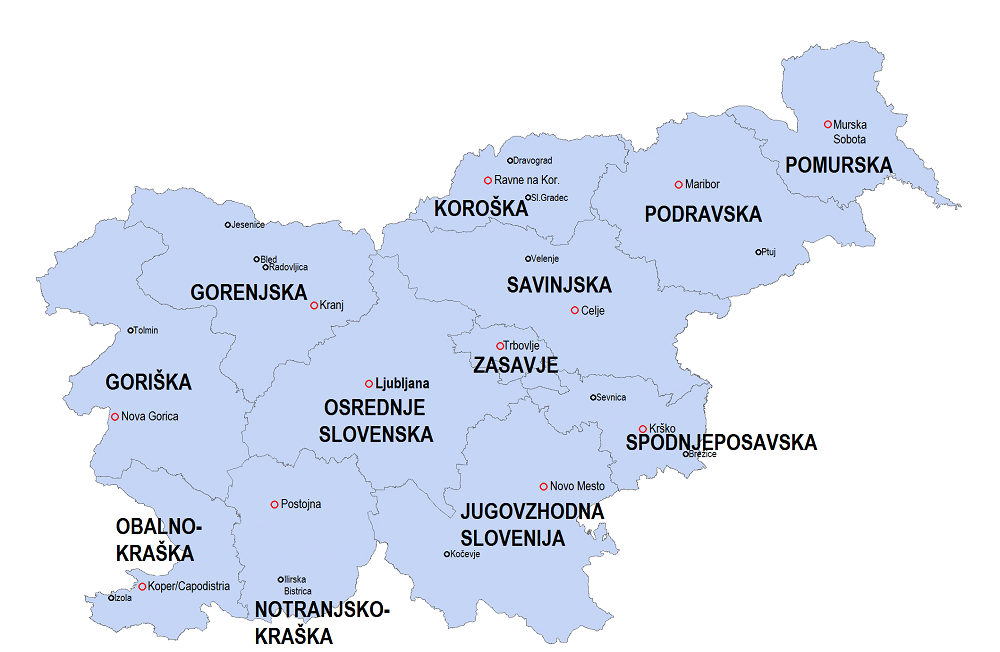 Murska
Sobota
POMURSKA
Dravograd
Ravne na Kor.
Sl.Gradec
KOROŠKA
Maribor
PODRAVSKA
Ptuj
Jesenice
Bled
Radovljica
GORENJSKA
Kranj
Velenje
SAVINJSKA
Celje
Tolmin
Trbovlje
ZASAVJE
GORIŠKA
Nova Gorica
Ljubljana
OSREDNJE
SLOVENSKA
Sevnica
Krško
SPODNJEPOSAVSKA
Brežice
Postojna
Novo Mesto
JUGOVZHODNA
SLOVENIJA
Kočevje
OBALNO-
KRAŠKA
Koper/Capodistria
Izola
Ilirska
Bistrica
NOTRANJSKO-
KRAŠKA